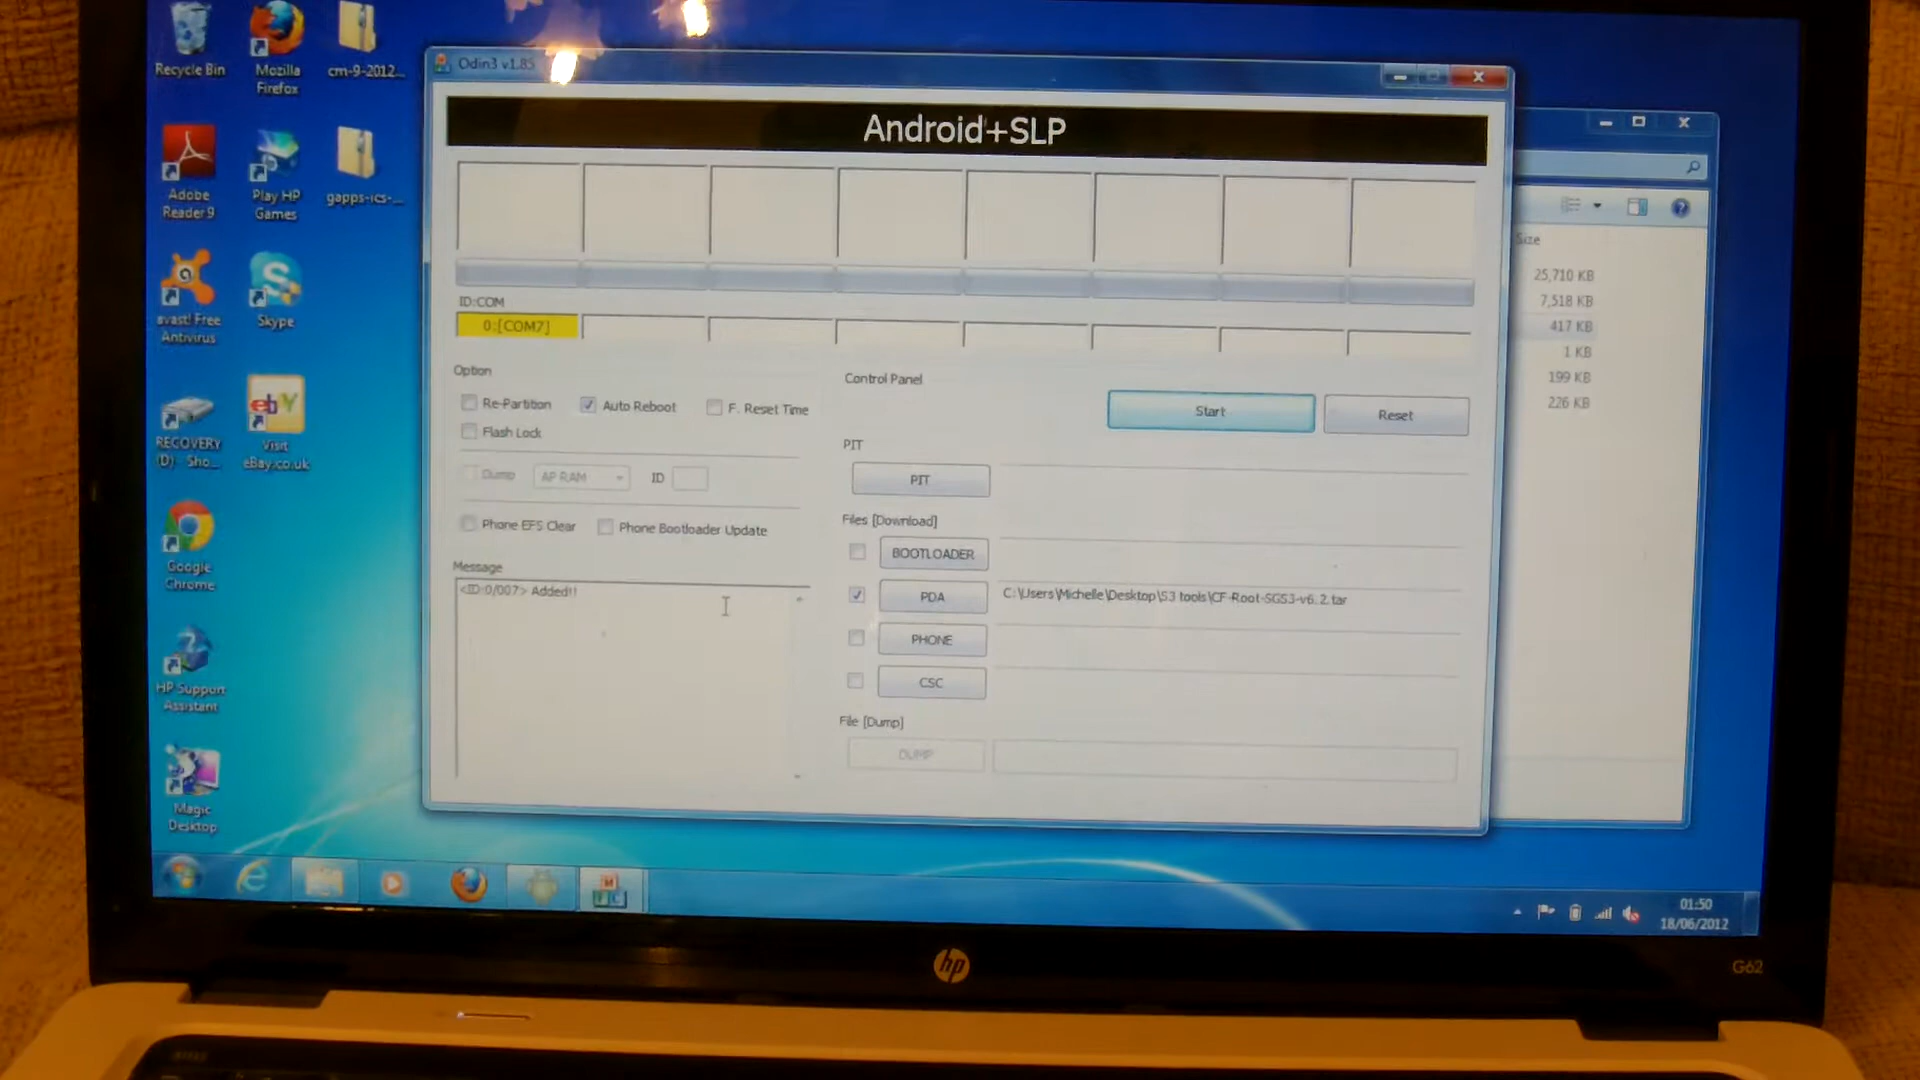 Recycle Bin
Mozilla
Firefox
cm-9-2012...
Adobe
Reader 9
Play HP
Games
gapps-ics-...
avast! Free
Antivirus
Skype
RECOVERY
(D) - Sho...
Visit
eBay.co.uk
Google
Chrome
HP Support
Assistant
Magic
Desktop
Odin3 v1.85
Android+SLP
ID:COM
0:[COM7]
Option
Re-Partition
Auto Reboot
F. Reset Time
Flash Lock
Dump
AP RAM
ID
Phone EFS Clear
Phone Bootloader Update
Message
<ID:0/007> Added!!
Control Panel
Start
Reset
PIT
PIT
Files [Download]
BOOTLOADER
PDA
C:\Users\Michelle\Desktop\S3 tools\CF-Root-SGS3-v6.2.tar
PHONE
CSC
File [Dump]
DUMP
Size
25,710 KB
7,518 KB
417 KB
1 KB
199 KB
226 KB
01:50
18/06/2012
hp
G62